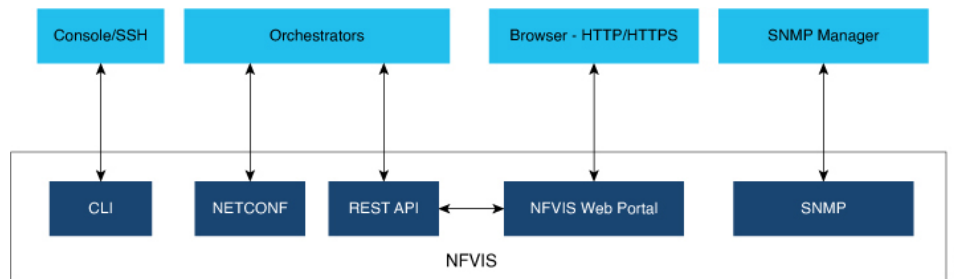 Console/SSH
Orchestrators
Browser - HTTP/HTTPS
SNMP Manager
CLI
NETCONF
REST API
NFVIS Web Portal
SNMP
NFVIS